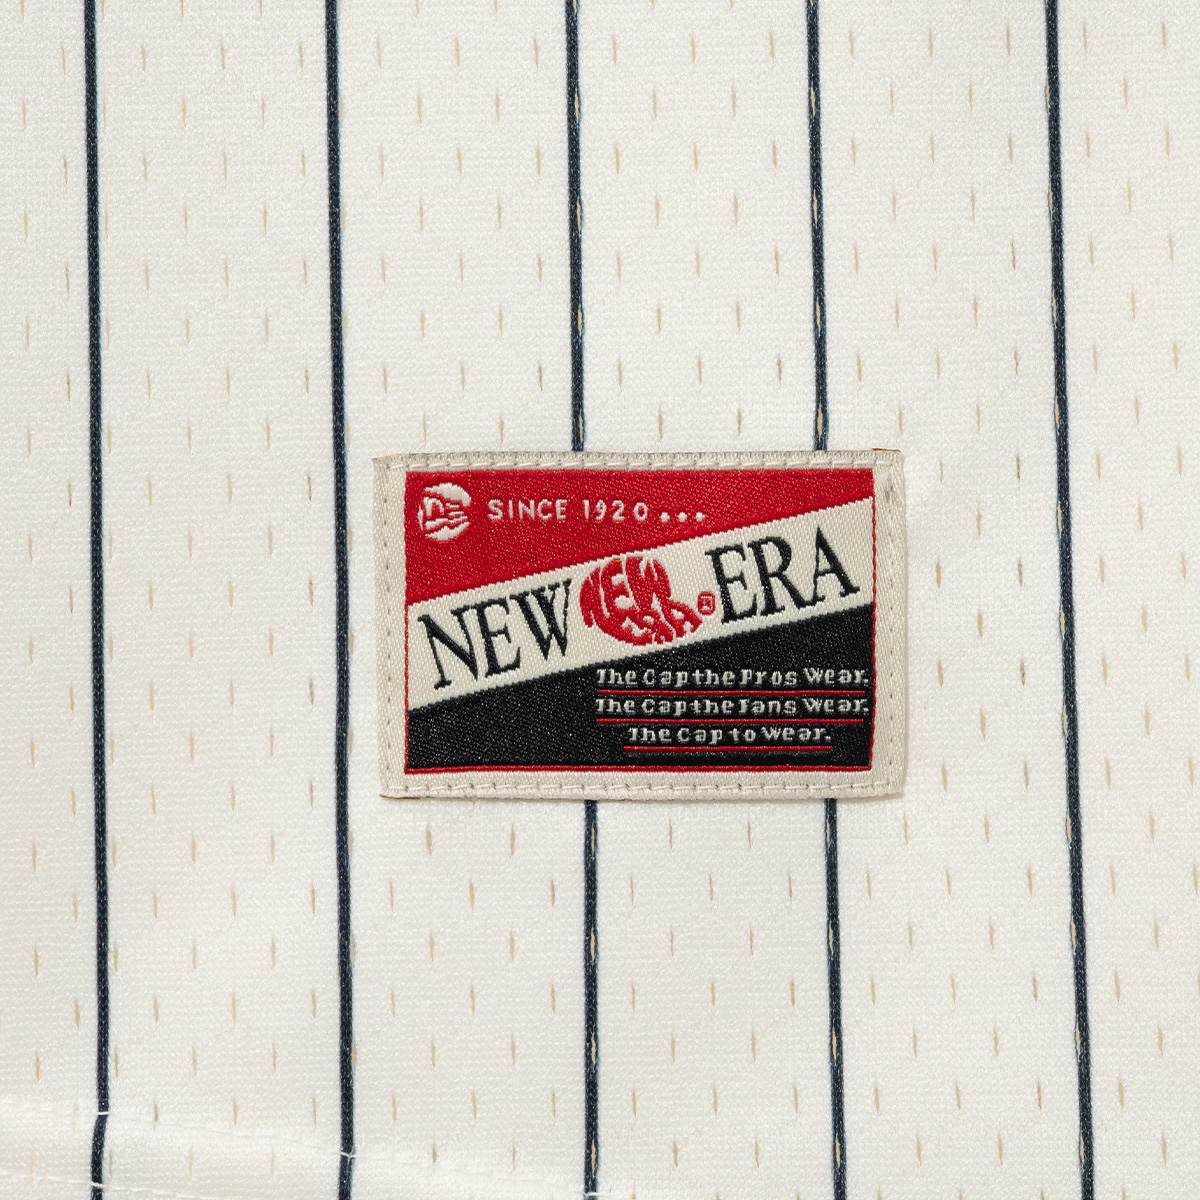 SINCE 1920...
NEW NEW ERA® ERA
The Cap the Pros Wear.
The Cap the Fans Wear.
The Cap to Wear.